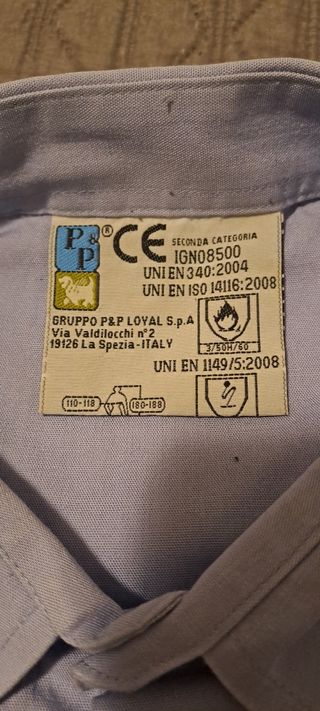 P&P ® CE SECONDA CATEGORIA
IGN08500
UNI EN 340:2004
UNI EN ISO 14116:2008
GRUPPO P&P LOYAL S.p.A
Via Valdilocchi n°2
19126 La Spezia-ITALY
3/50H/60
UNI EN 1149/5:2008
110-118
180-188